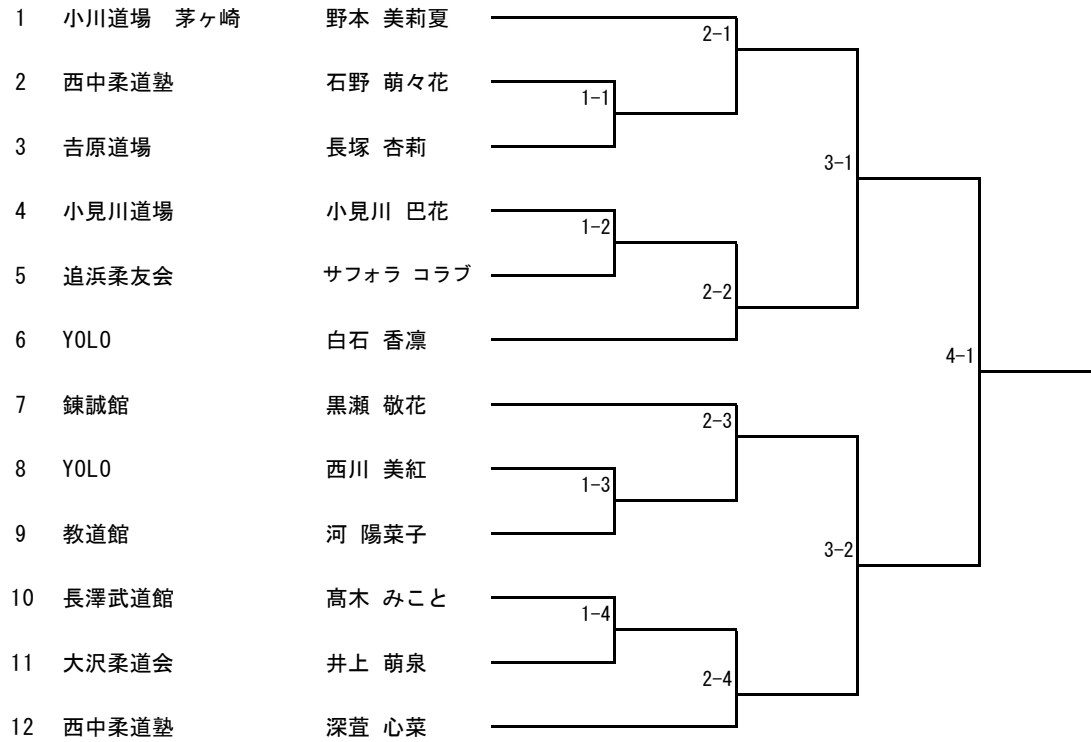 1 小川道場 茅ヶ崎 野本 美莉夏
2-1
2 西中柔道塾 石野 萌々花
1-1
3 𠮷原道場 長塚 杏莉
3-1
4 小見川道場 小見川 巴花
1-2
5 追浜柔友会 サフォラ コラブ
2-2
6 YOLO 白石 香凛
4-1
7 錬誠館 黒瀬 敬花
2-3
8 YOLO 西川 美紅
1-3
9 教道館 河 陽菜子
3-2
10 長澤武道館 髙木 みこと
1-4
11 大沢柔道会 井上 萌泉
2-4
12 西中柔道塾 深萱 心菜